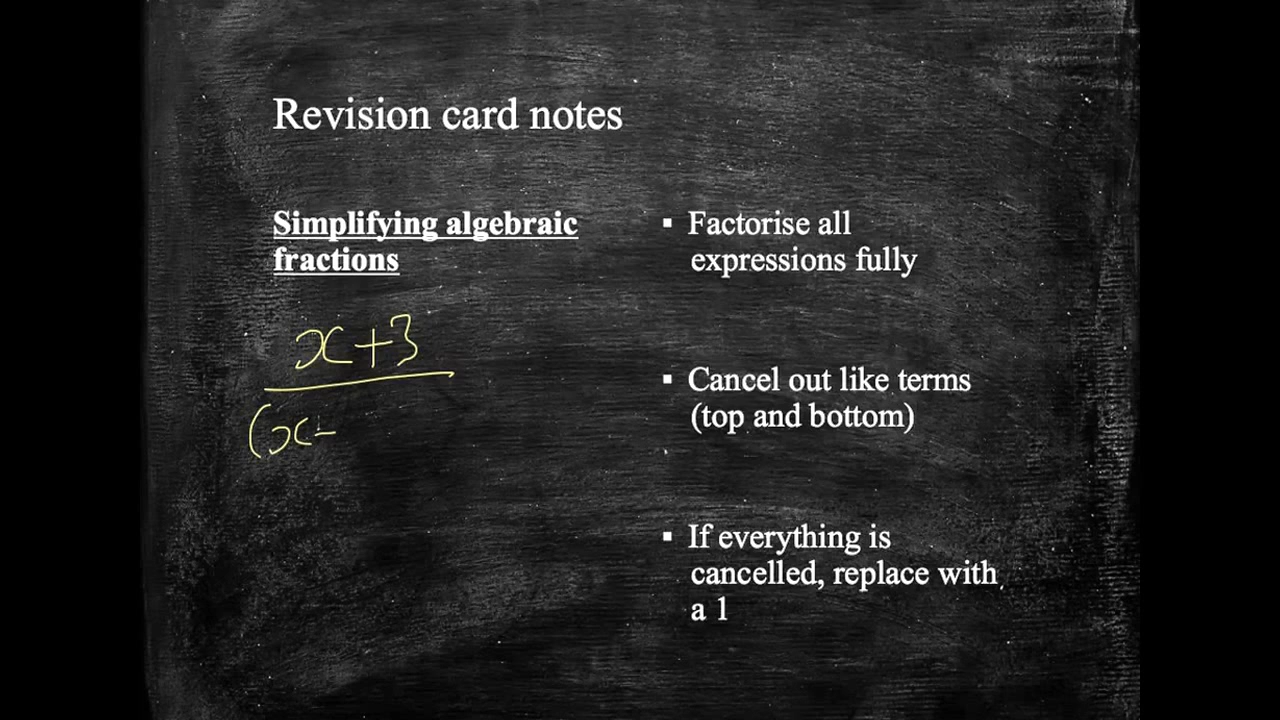 Revision card notes
Simplifying algebraic
fractions
x+3
(x-
▪ Factorise all
expressions fully
▪ Cancel out like terms
(top and bottom)
▪ If everything is
cancelled, replace with
a 1